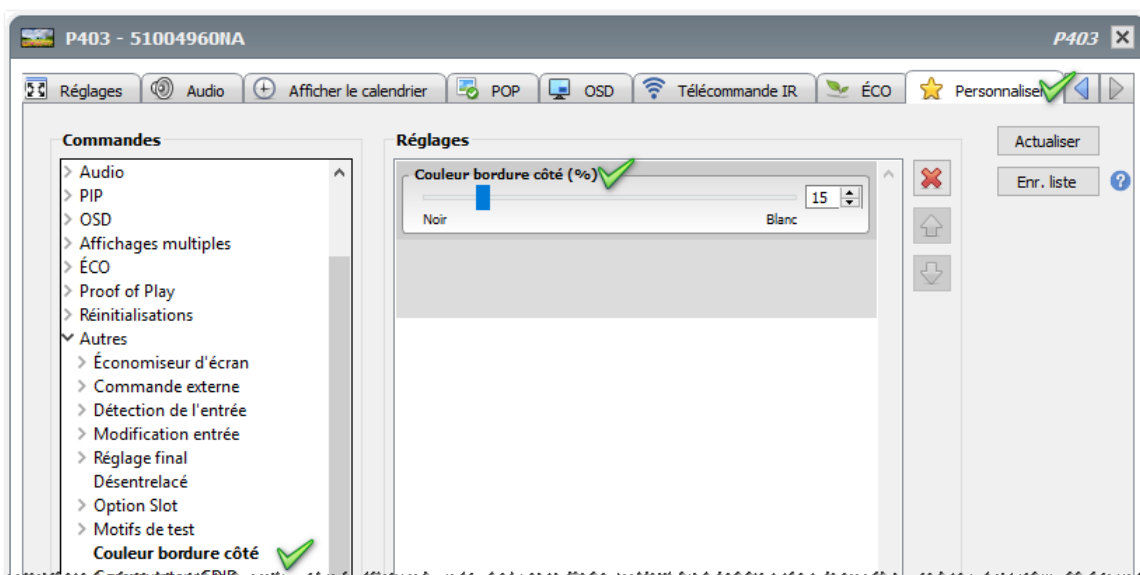 P403 - 51004960NA
P403
Réglages
Audio
Afficher le calendrier
POP
OSD
Télécommande IR
ÉCO
Personnaliser
Commandes
Réglages
Actualiser
Enr. liste
Audio
PIP
OSD
Affichages multiples
ÉCO
Proof of Play
Réinitialisations
Autres
Économiseur d'écran
Commande externe
Détection de l'entrée
Modification entrée
Réglage final
Désentrelacé
Option Slot
Motifs de test
Couleur bordure côté
Couleur bordure côté (%)
15
Noir
Blanc